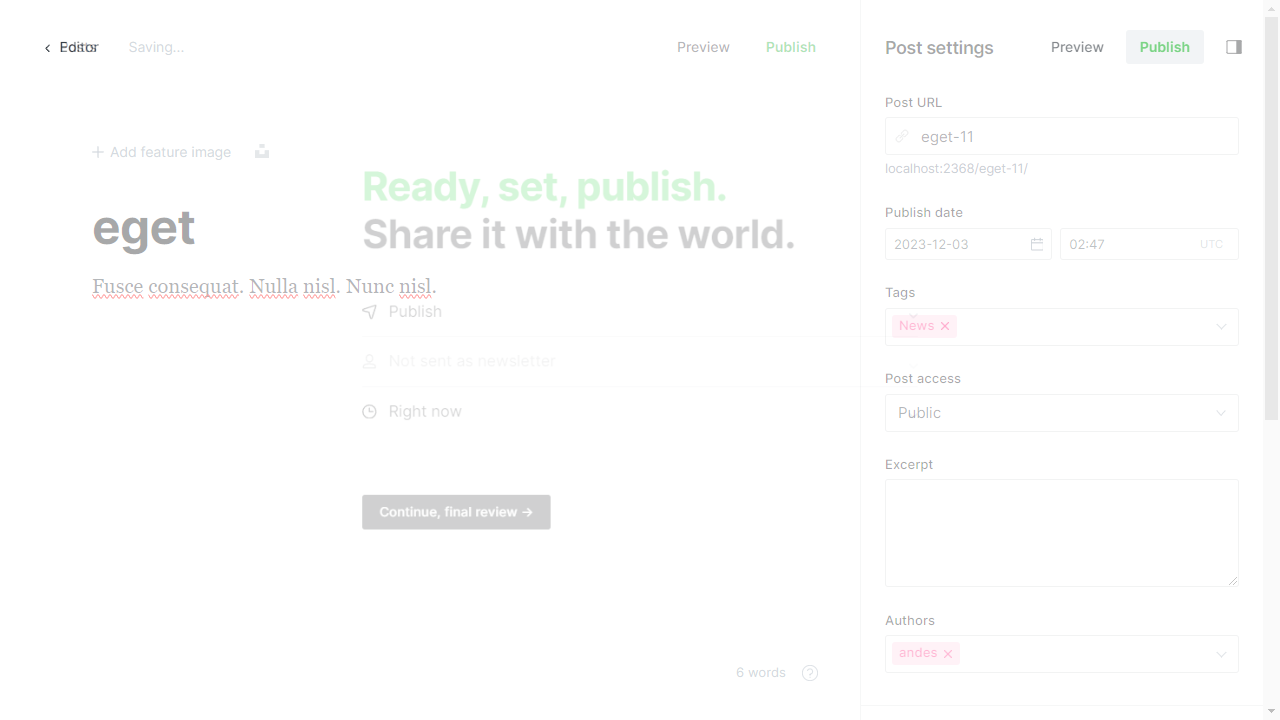 Editor
Posts
Saving...
Preview
Publish
Post settings
Preview
Publish
Add feature image
Ready, set, publish.
Share it with the world.
eget
Fusce consequat. Nulla nisl. Nunc nisl.
Publish
Not sent as newsletter
Right now
Continue, final review →
6 words
?
Post URL
eget-11
localhost:2368/eget-11/
Publish date
2023-12-03
02:47
UTC
Tags
News
Post access
Public
Excerpt
Authors
andes